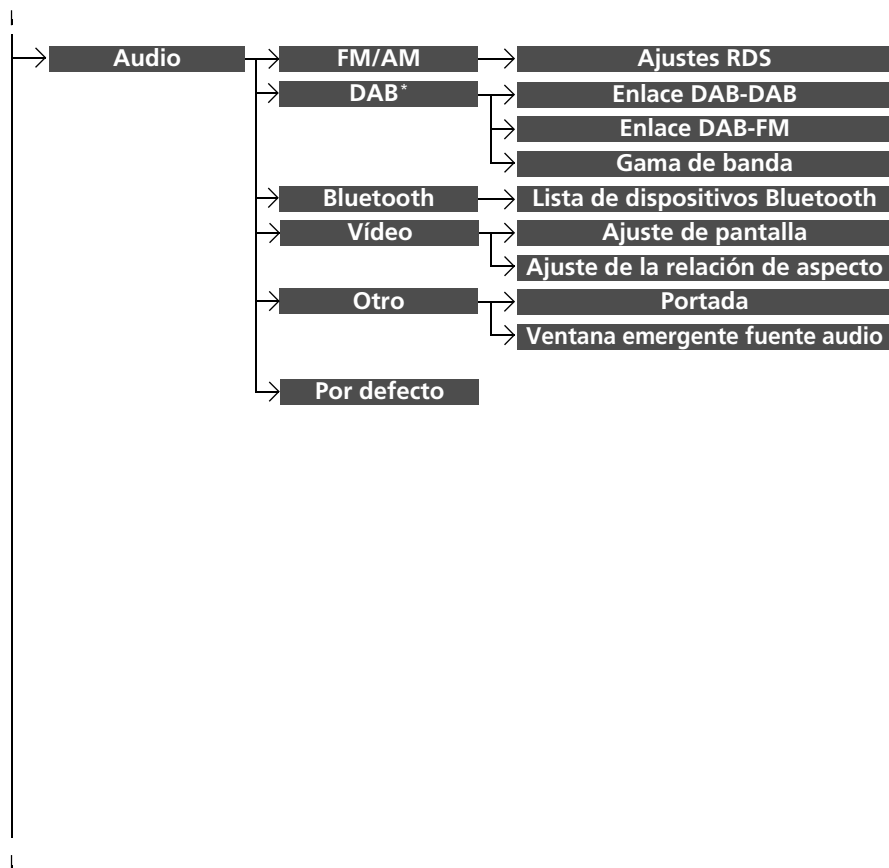 Audio
FM/AM
Ajustes RDS
DAB*
Enlace DAB-DAB
Enlace DAB-FM
Gama de banda
Bluetooth
Lista de dispositivos Bluetooth
Vídeo
Ajuste de pantalla
Ajuste de la relación de aspecto
Otro
Portada
Ventana emergente fuente audio
Por defecto